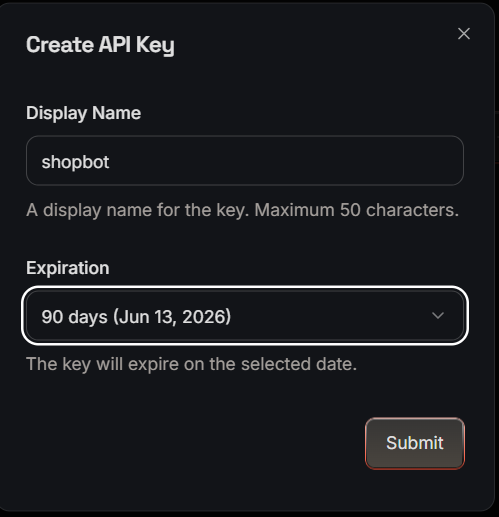 Create API Key
Display Name
shopbot
A display name for the key. Maximum 50 characters.
Expiration
90 days (Jun 13, 2026)
The key will expire on the selected date.
Submit